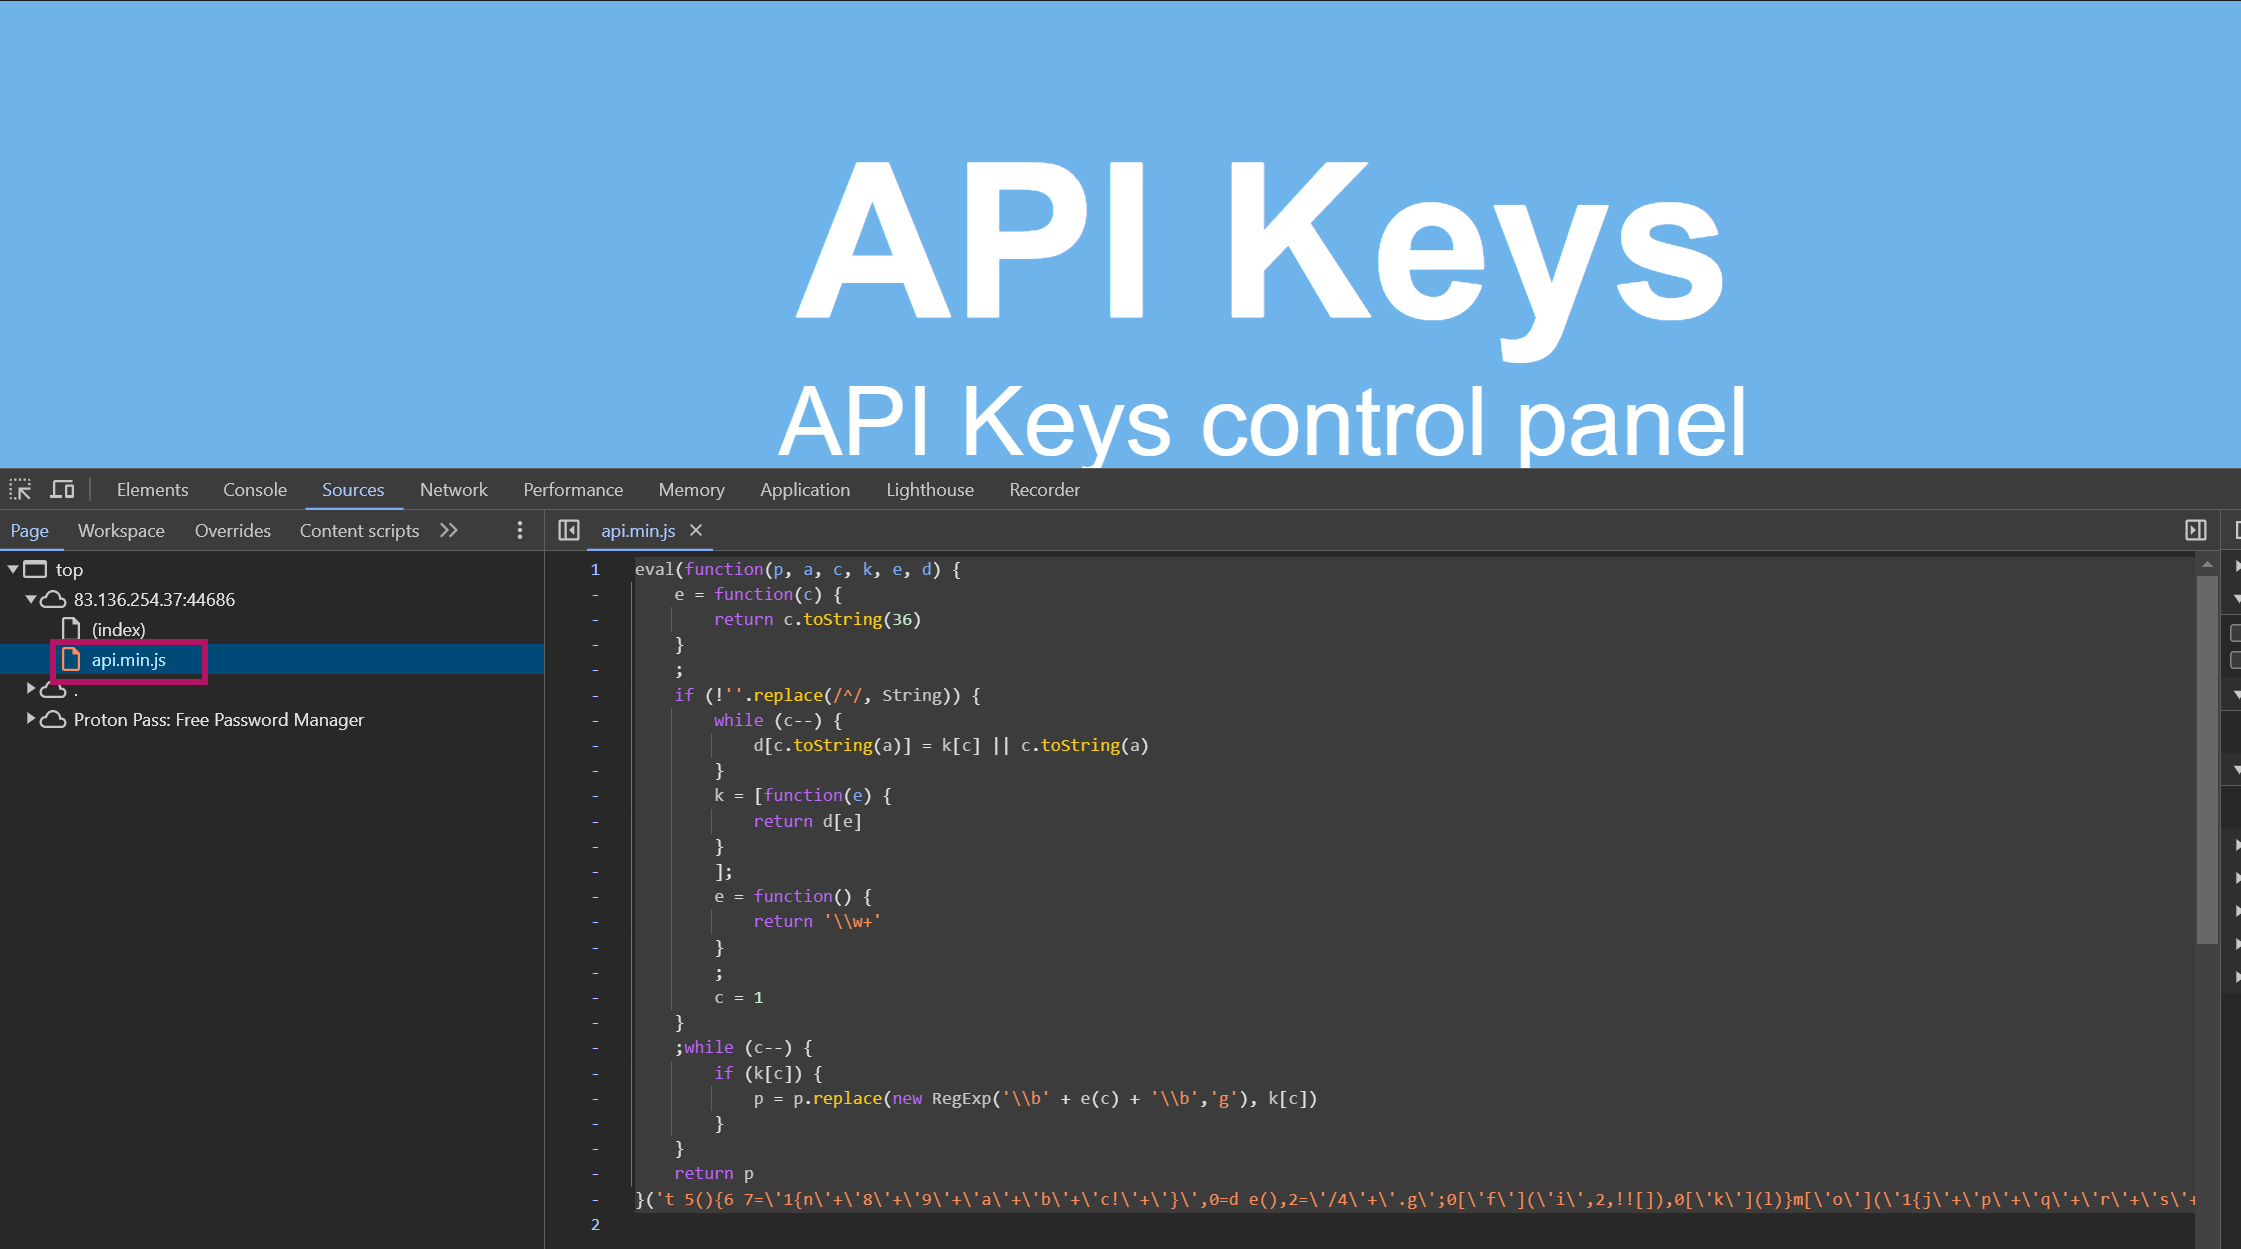 API Keys
API Keys control panel
Elements Console Sources Network Performance Memory Application Lighthouse Recorder
Page Workspace Overrides Content scripts
api.min.js
top
83.136.254.37:44686
(index)
api.min.js
.
Proton Pass: Free Password Manager
1 eval(function(p, a, c, k, e, d) {
- e = function(c) {
- return c.toString(36)
- }
- ;
- if (!''.replace(/^/, String)) {
- while (c--) {
- d[c.toString(a)] = k[c] || c.toString(a)
- }
- k = [function(e) {
- return d[e]
- }
- ];
- e = function() {
- return '\\w+'
- }
- ;
- c = 1
- }
- ;while (c--) {
- if (k[c]) {
- p = p.replace(new RegExp('\\b' + e(c) + '\\b','g'), k[c])
- }
- }
- return p
- }('t 5(){6 7=\'1{n\'+\'8\'+\'9\'+\'a\'+\'b\'+\'c!\'+\'}\',0=d e(),2=\'/4\'+\'.g\';0[\'f\'](\'i\',2,!![]),0[\'k\'](l)}m[\'o\'](\'1{j\'+\'p\'+\'q\'+\'r\'+\'s\'+
2